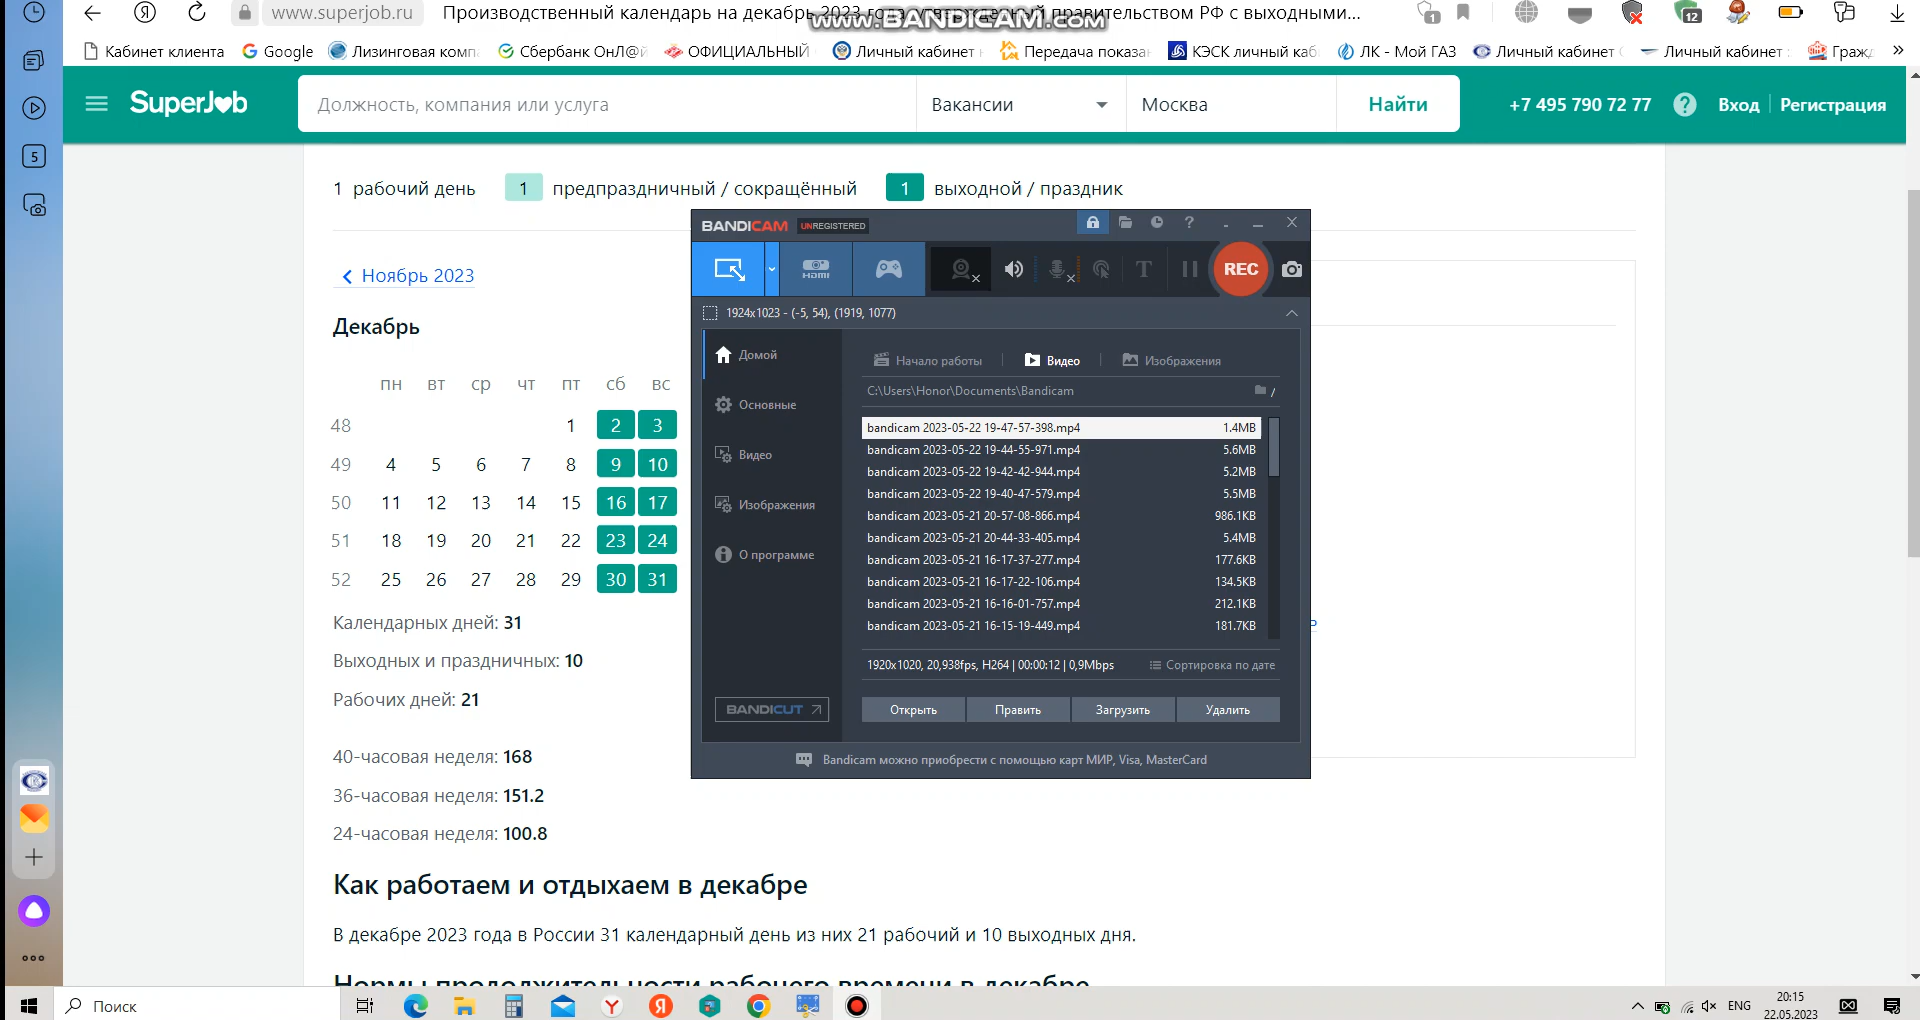 www.superjob.ru
Производственный календарь на декабрь 2023 года
правительством РФ с выходными...
www.BANDICAM.com
1
12
Кабинет клиента
Google
Лизинговая комп
Сбербанк ОнЛ@й
ОФИЦИАЛЬНЫЙ
Личный кабинет
Передача показа
КЭСК личный каб
ЛК - Мой ГАЗ
Личный кабинет
Личный кабинет
Гражд
5
SuperJob
Должность, компания или услуга
Вакансии
Москва
Найти
+7 495 790 72 77
?
Вход
Регистрация
1 рабочий день
1 предпраздничный / сокращённый
1 выходной / праздник
Ноябрь 2023
Декабрь
пн вт ср чт пт сб вс
48 1 2 3
49 4 5 6 7 8 9 10
50 11 12 13 14 15 16 17
51 18 19 20 21 22 23 24
52 25 26 27 28 29 30 31
Календарных дней: 31
Выходных и праздничных: 10
Рабочих дней: 21
40-часовая неделя: 168
36-часовая неделя: 151.2
24-часовая неделя: 100.8
Как работаем и отдыхаем в декабре
В декабре 2023 года в России 31 календарный день из них 21 рабочий и 10 выходных дня.
Нормы продолжительности рабочего времени в декабре
BANDICAM UNREGISTERED
?
HDMI
T
REC
1924x1023 - (-5, 54), (1919, 1077)
Домой
Основные
Видео
Изображения
О программе
BANDICUT
Начало работы
Видео
Изображения
C:\Users\Honor\Documents\Bandicam
/
bandicam 2023-05-22 19-47-57-398.mp4 1.4MB
bandicam 2023-05-22 19-44-55-971.mp4 5.6MB
bandicam 2023-05-22 19-42-42-944.mp4 5.2MB
bandicam 2023-05-22 19-40-47-579.mp4 5.5MB
bandicam 2023-05-21 20-57-08-866.mp4 986.1KB
bandicam 2023-05-21 20-44-33-405.mp4 5.4MB
bandicam 2023-05-21 16-17-37-277.mp4 177.6KB
bandicam 2023-05-21 16-17-22-106.mp4 134.5KB
bandicam 2023-05-21 16-16-01-757.mp4 212.1KB
bandicam 2023-05-21 16-15-19-449.mp4 181.7KB
1920x1020, 20,938fps, H264 | 00:00:12 | 0,9Mbps
Сортировка по дате
Открыть
Править
Загрузить
Удалить
Bandicam можно приобрести с помощью карт МИР, Visa, MasterCard
Поиск
ENG
20:15
22.05.2023